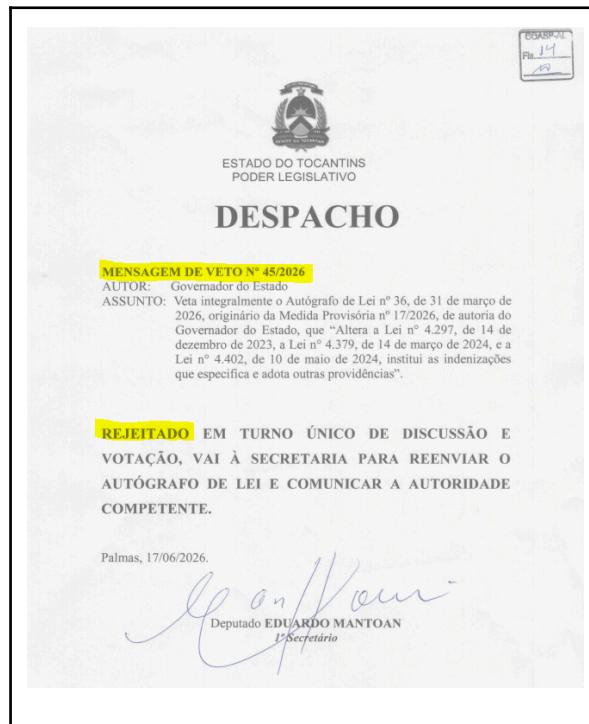 COASP-AL
Fls. 14
ESTADO DO TOCANTINS
PODER LEGISLATIVO
DESPACHO
MENSAGEM DE VETO Nº 45/2026
AUTOR: Governador do Estado
ASSUNTO: Veta integralmente o Autógrafo de Lei nº 36, de 31 de março de
2026, originário da Medida Provisória nº 17/2026, de autoria do
Governador do Estado, que “Altera a Lei n° 4.297, de 14 de
dezembro de 2023, a Lei n° 4.379, de 14 de março de 2024, e a
Lei n° 4.402, de 10 de maio de 2024, institui as indenizações
que especifica e adota outras providências”.
REJEITADO EM TURNO ÚNICO DE DISCUSSÃO E
VOTAÇÃO, VAI À SECRETARIA PARA REENVIAR O
AUTÓGRAFO DE LEI E COMUNICAR A AUTORIDADE
COMPETENTE.
Palmas, 17/06/2026.
Deputado EDUARDO MANTOAN
1º Secretário